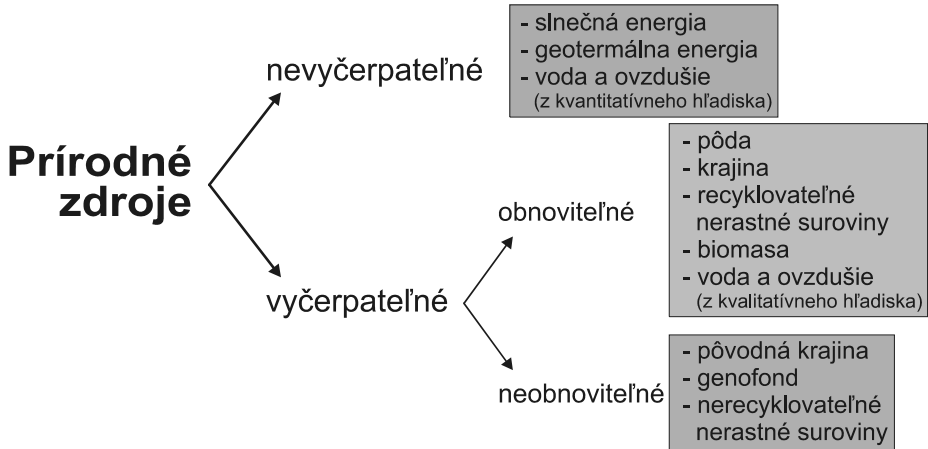 Prírodné
zdroje
nevyčerpateľné
- slnečná energia
- geotermálna energia
- voda a ovzdušie
(z kvantitatívneho hľadiska)
vyčerpateľné
obnoviteľné
- pôda
- krajina
- recyklovateľné
nerastné suroviny
- biomasa
- voda a ovzdušie
(z kvalitatívneho hľadiska)
neobnoviteľné
- pôvodná krajina
- genofond
- nerecyklovateľné
nerastné suroviny